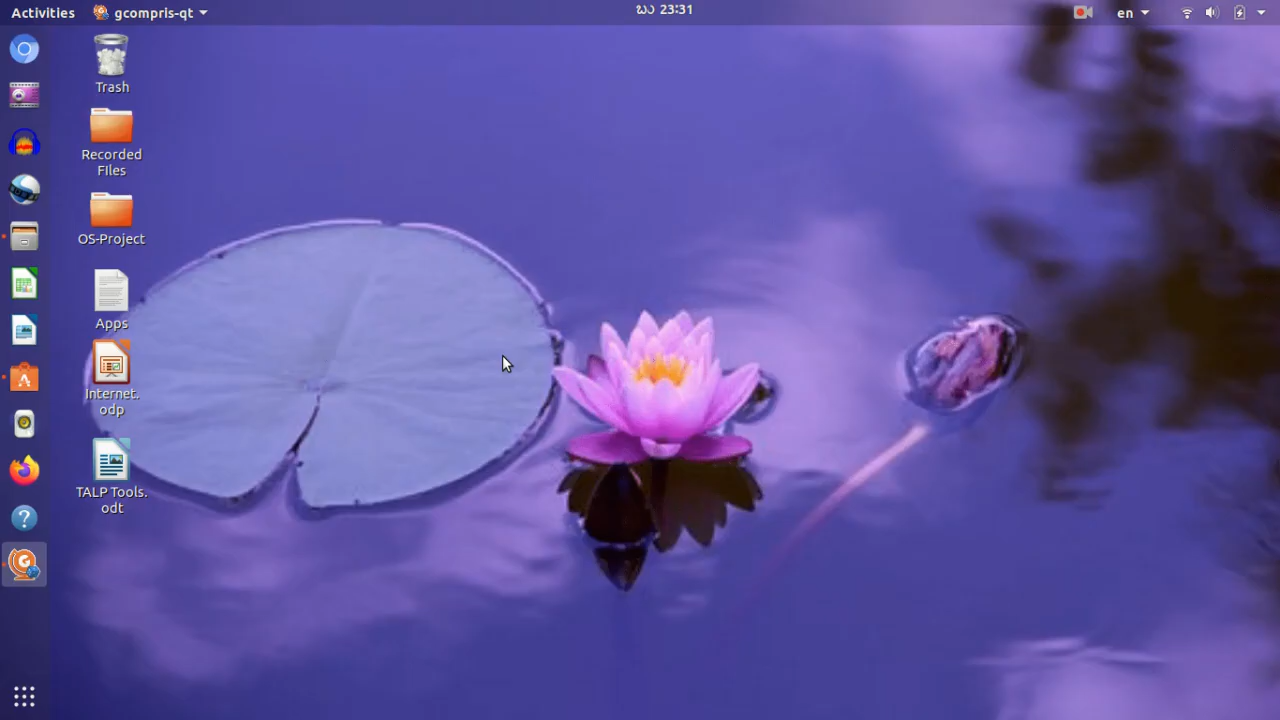 Activities
gcompris-qt
ඬා 23:31
en
Trash
Recorded
Files
OS-Project
Apps
Internet.
odp
TALP Tools.
odt